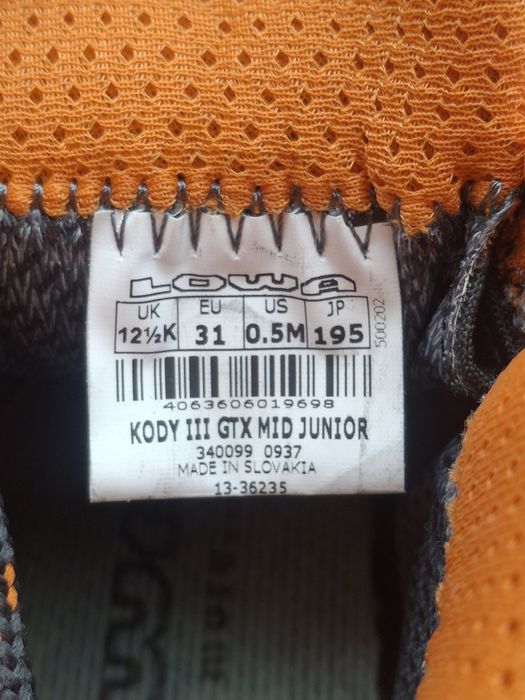 LOWA
UK EU US JP
12½K 31 0.5M 195
4063606019698
KODY III GTX MID JUNIOR
340099 0937
MADE IN SLOVAKIA
13-36235